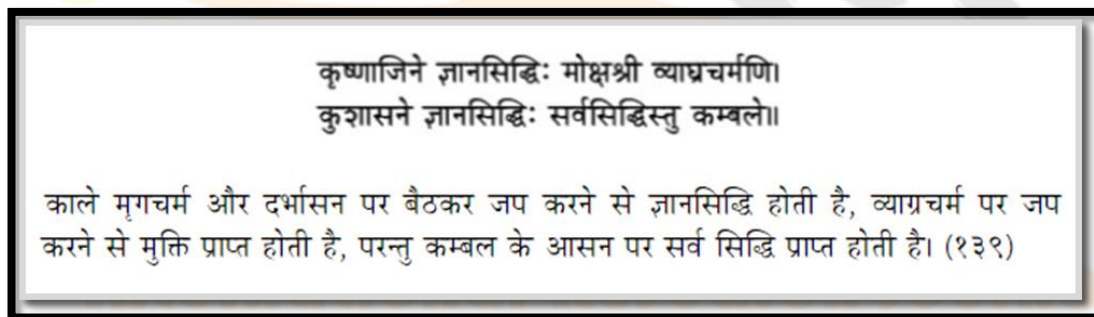 कृष्णाजिने ज्ञानसिद्धिः मोक्षश्री व्याघ्रचर्मणि।
कुशासने ज्ञानसिद्धिः सर्वसिद्धिस्तु कम्बले॥
काले मृगचर्म और दर्भासन पर बैठकर जप करने से ज्ञानसिद्धि होती है, व्याग्रचर्म पर जप
करने से मुक्ति प्राप्त होती है, परन्तु कम्बल के आसन पर सर्व सिद्धि प्राप्त होती है। (१३९)